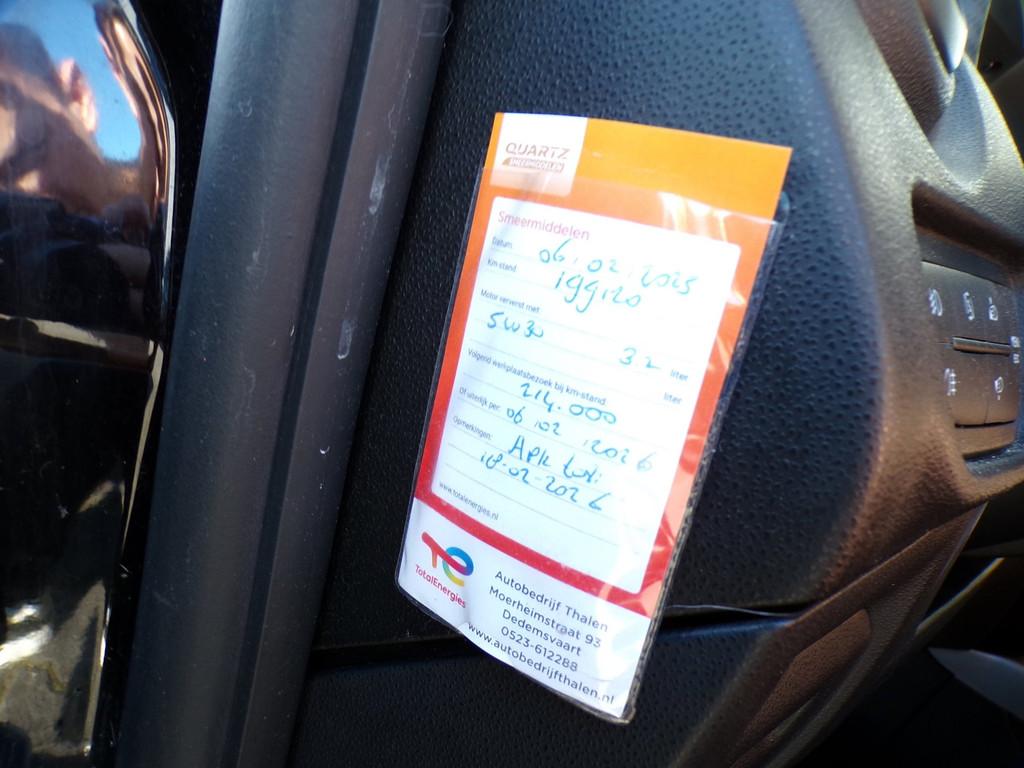 QUARTZ
SMEERMIDDELEN
Smeermiddelen
Datum: 06.02.2025
Km-stand 199120
Motor ververst met
5W30 3.2 liter
liter
Volgend werkplaatsbezoek bij km-stand:
214.000
Of uiterlijk per: 06.02.2026
Opmerkingen: APK tot:
18-02-2026
www.totalenergies.nl
TotalEnergies
Autobedrijf Thalen
Moerheimstraat 93
Dedemsvaart
0523-612288
www.autobedrijfthalen.nl